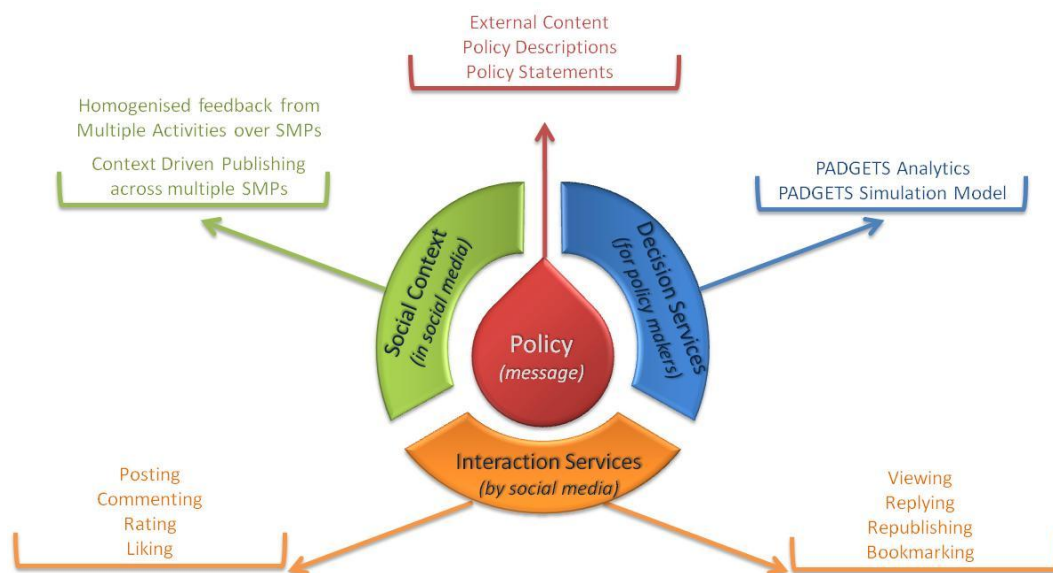 External Content
Policy Descriptions
Policy Statements
Homogenised feedback from
Multiple Activities over SMPs
Context Driven Publishing
across multiple SMPs
PADGETS Analytics
PADGETS Simulation Model
Social Context
(in social media)
Decision Services
(for policy makers)
Policy
(message)
Interaction Services
(by social media)
Posting
Commenting
Rating
Liking
Viewing
Replying
Republishing
Bookmarking